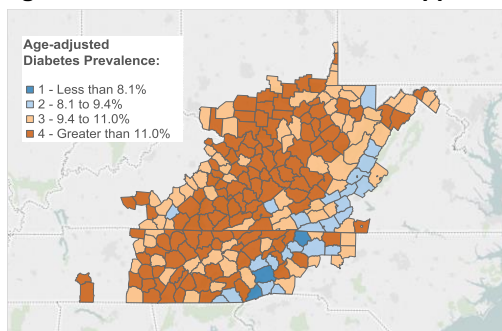 Age-adjusted
Diabetes Prevalence:
1 - Less than 8.1%
2 - 8.1 to 9.4%
3 - 9.4 to 11.0%
4 - Greater than 11.0%